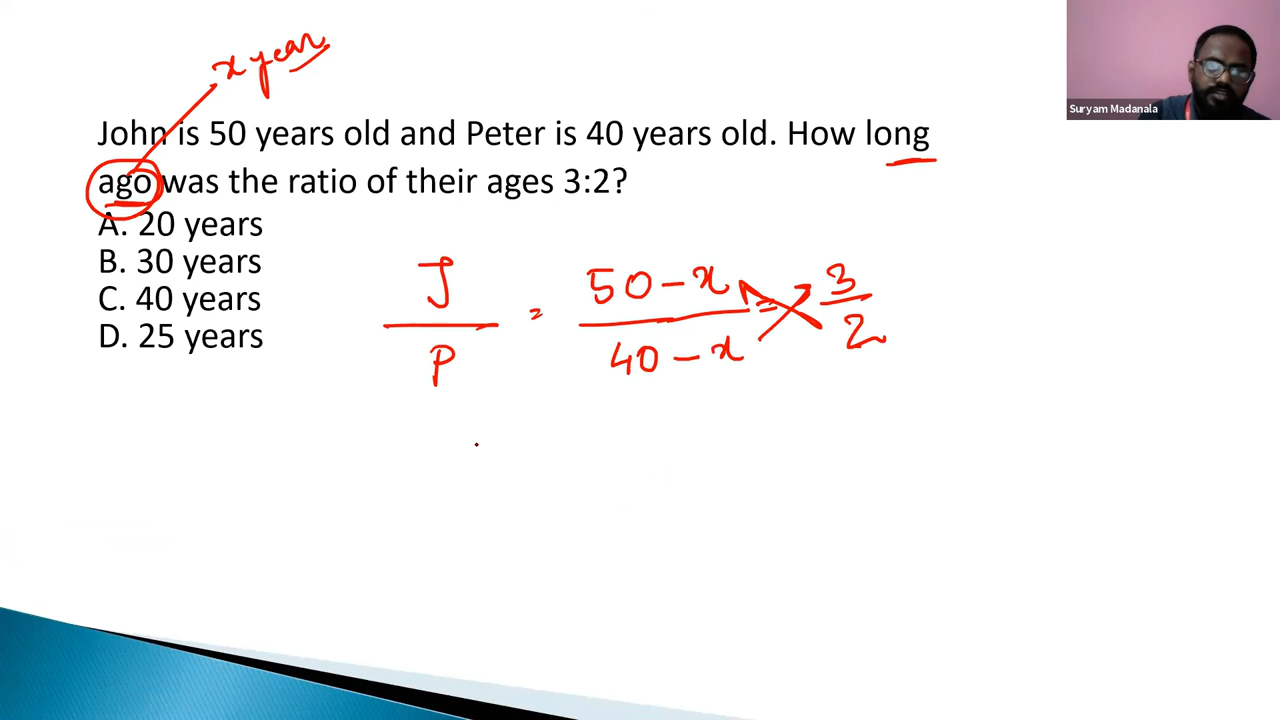 x year
Suryam Madanala
John is 50 years old and Peter is 40 years old. How long
ago was the ratio of their ages 3:2?
A. 20 years
B. 30 years
C. 40 years
D. 25 years
J/P = 50-x/40-x = 3/2